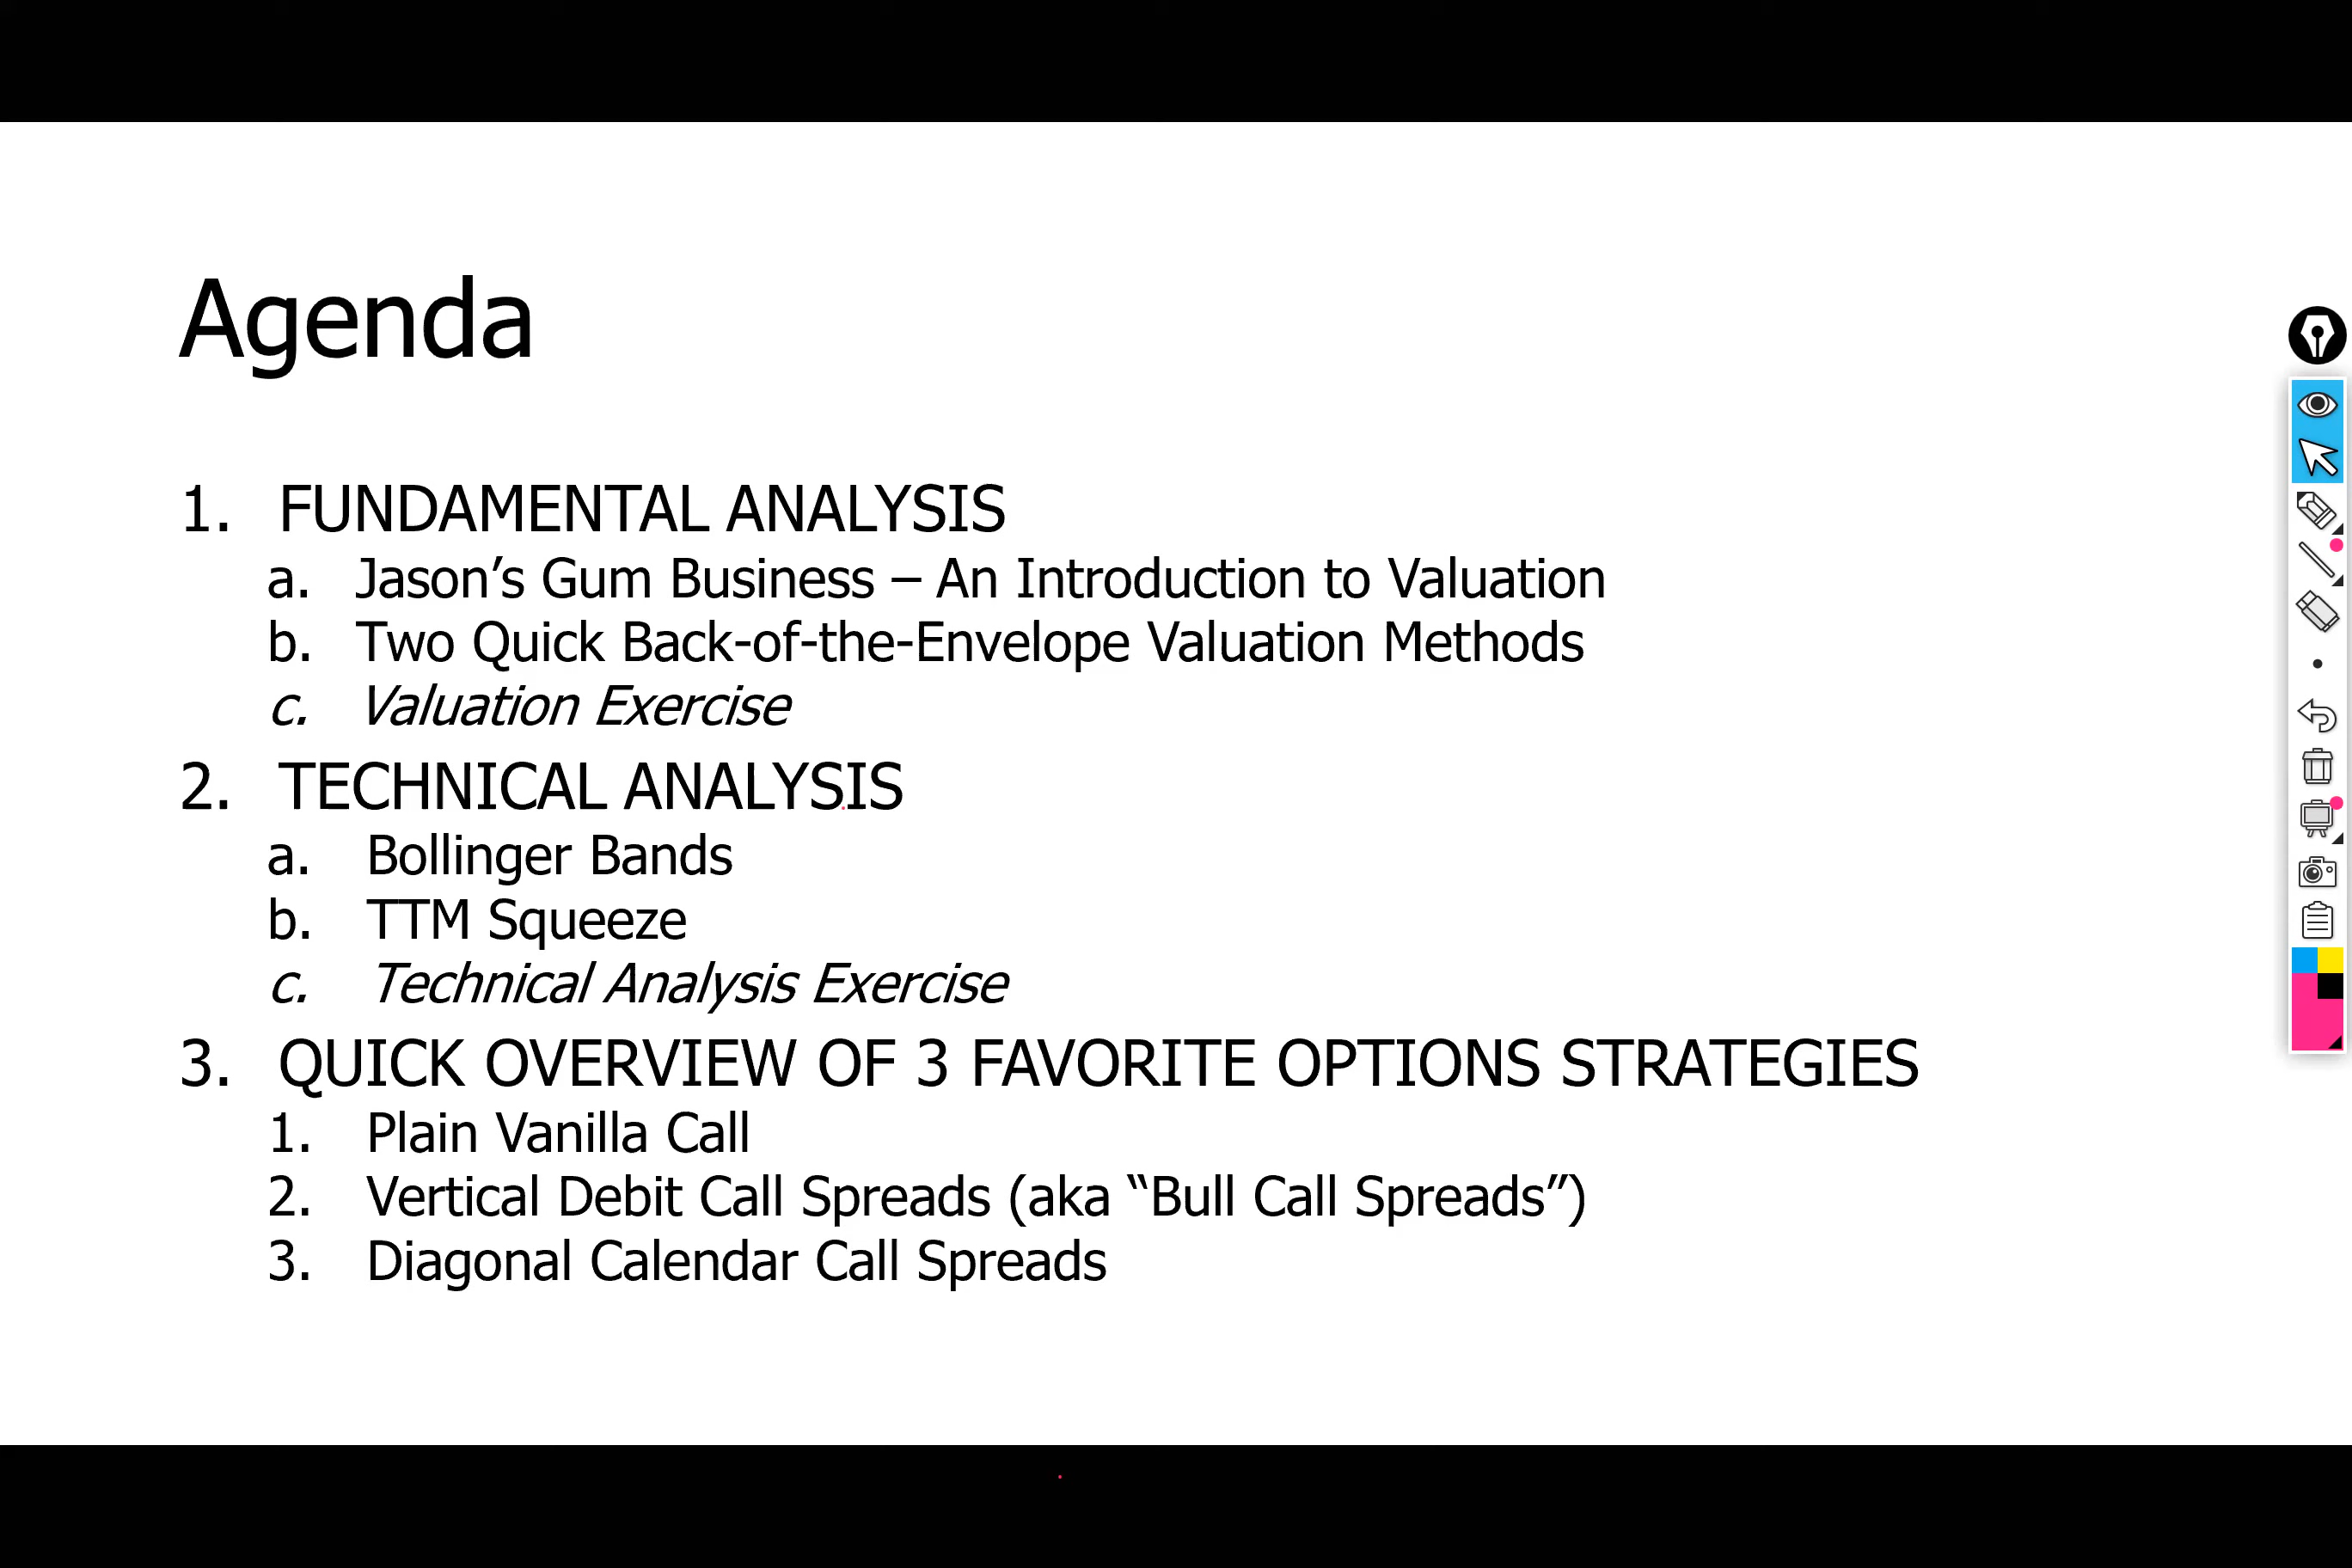 Agenda
1. FUNDAMENTAL ANALYSIS
a. Jason’s Gum Business – An Introduction to Valuation
b. Two Quick Back-of-the-Envelope Valuation Methods
c. Valuation Exercise
2. TECHNICAL ANALYSIS
a. Bollinger Bands
b. TTM Squeeze
c. Technical Analysis Exercise
3. QUICK OVERVIEW OF 3 FAVORITE OPTIONS STRATEGIES
1. Plain Vanilla Call
2. Vertical Debit Call Spreads (aka “Bull Call Spreads”)
3. Diagonal Calendar Call Spreads